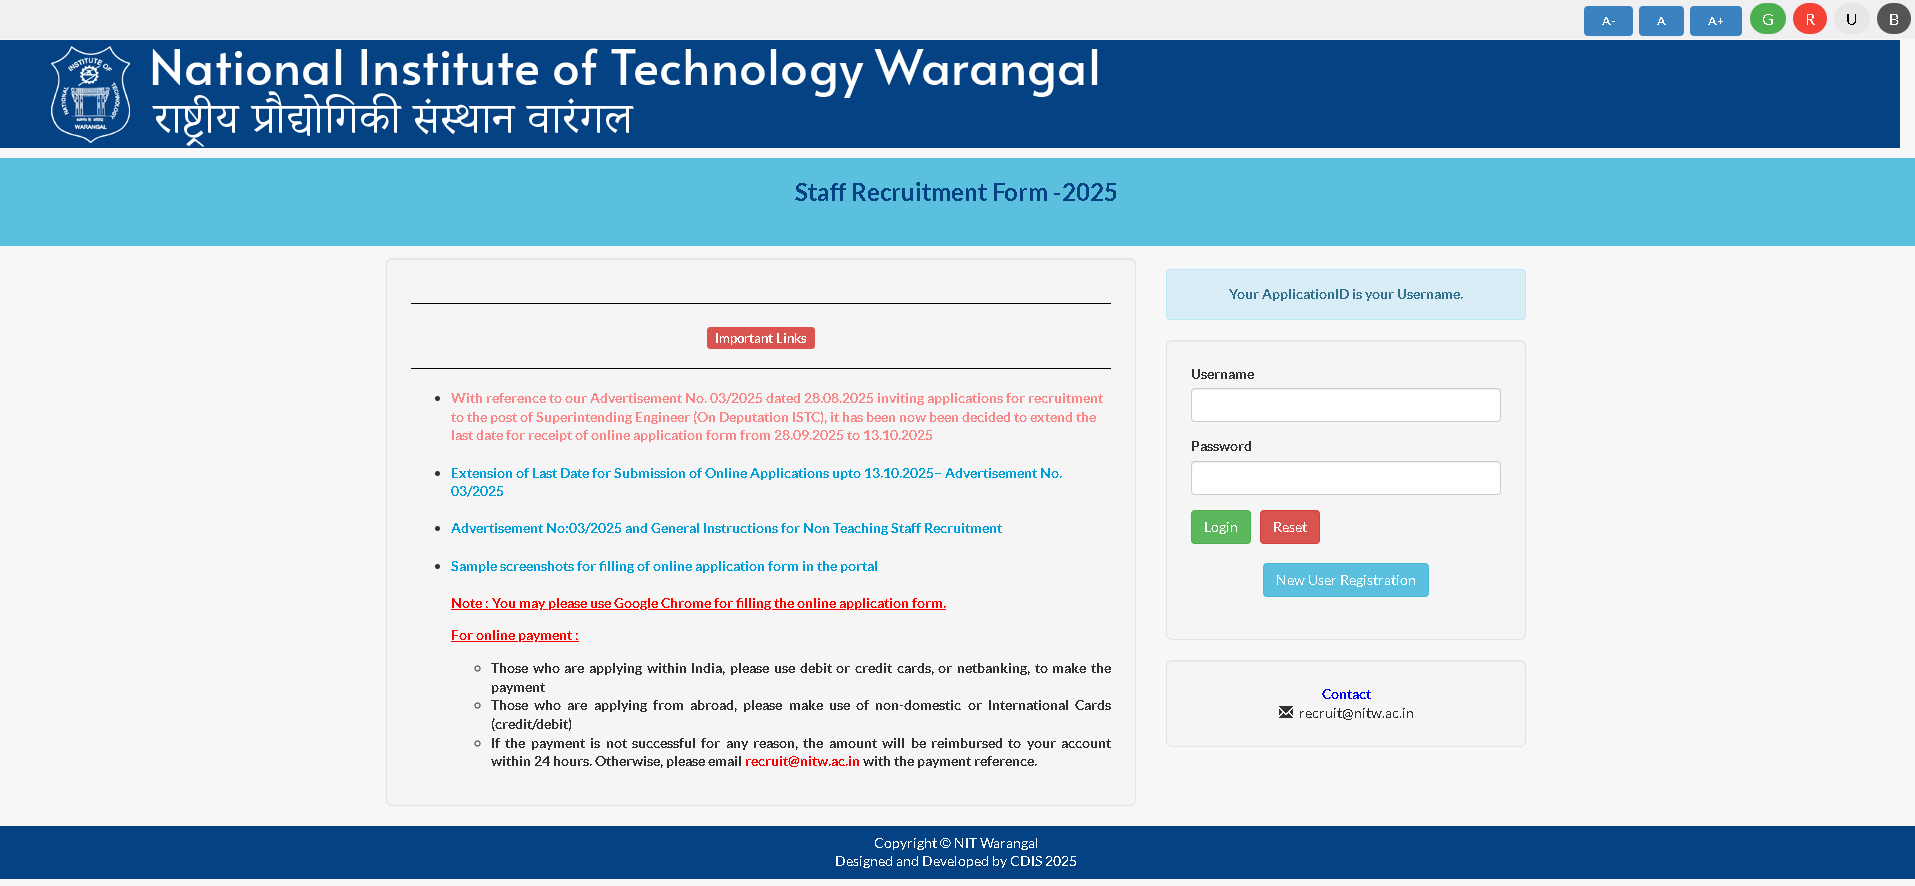 A- A A+ G R U B
National Institute of Technology Warangal
राष्ट्रीय प्रौद्योगिकी संस्थान वारंगल
INSTITUTE OF
NATIONAL
TECHNOLOGY
WARANGAL
Staff Recruitment Form -2025
Important Links
With reference to our Advertisement No. 03/2025 dated 28.08.2025 inviting applications for recruitment
to the post of Superintending Engineer (On Deputation ISTC), it has been now been decided to extend the
last date for receipt of online application form from 28.09.2025 to 13.10.2025
Extension of Last Date for Submission of Online Applications upto 13.10.2025– Advertisement No.
03/2025
Advertisement No:03/2025 and General Instructions for Non Teaching Staff Recruitment
Sample screenshots for filling of online application form in the portal
Note : You may please use Google Chrome for filling the online application form.
For online payment :
Those who are applying within India, please use debit or credit cards, or netbanking, to make the
payment
Those who are applying from abroad, please make use of non-domestic or International Cards
(credit/debit)
If the payment is not successful for any reason, the amount will be reimbursed to your account
within 24 hours. Otherwise, please email recruit@nitw.ac.in with the payment reference.
Your ApplicationID is your Username.
Username
Password
Login Reset
New User Registration
Contact
recruit@nitw.ac.in
Copyright © NIT Warangal
Designed and Developed by CDIS 2025